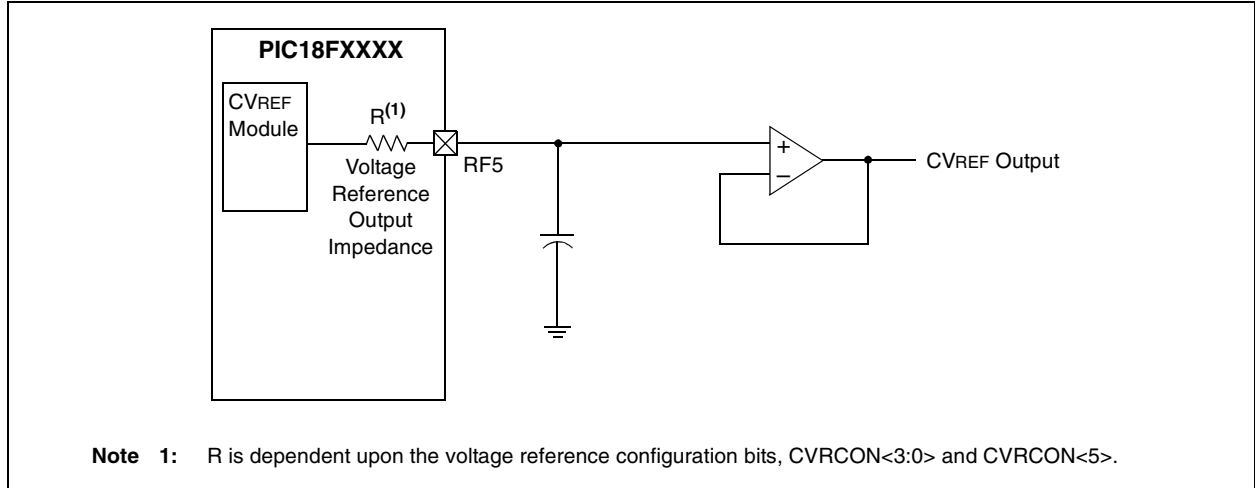 PIC18FXXXX
CVREF
Module
R(1)
Voltage
Reference
Output
Impedance
RF5
+
–
CVREF Output
Note 1: R is dependent upon the voltage reference configuration bits, CVRCON<3:0> and CVRCON<5>.